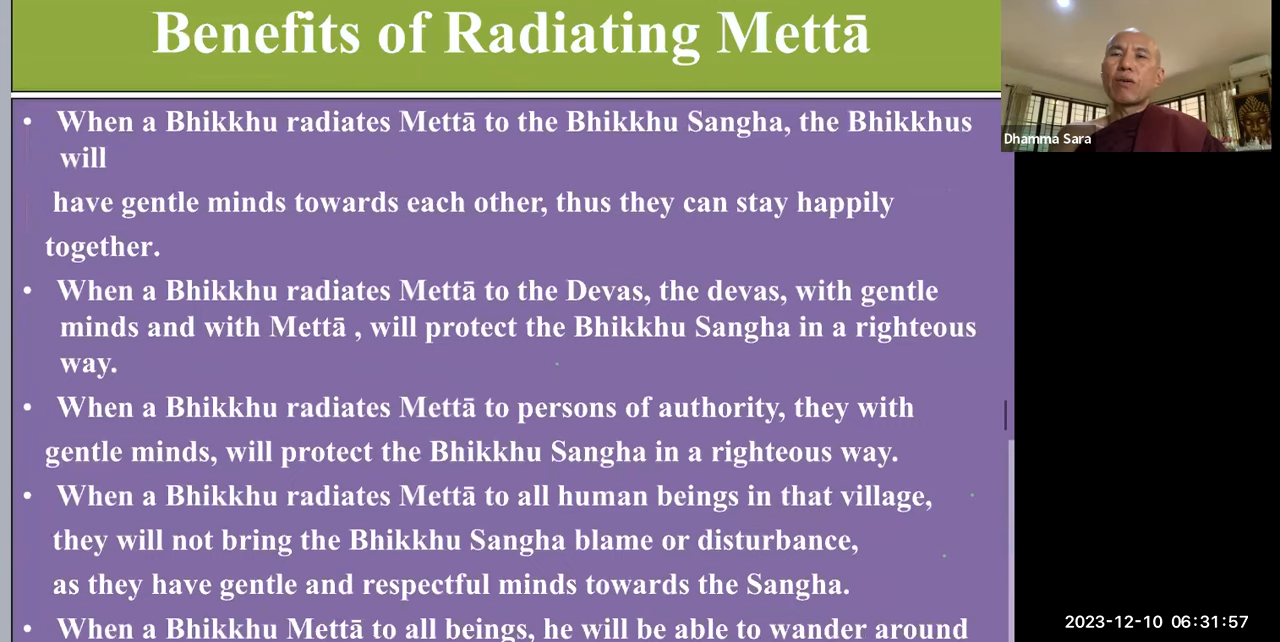 Benefits of Radiating Mettā
• When a Bhikkhu radiates Mettā to the Bhikkhu Sangha, the Bhikkhus
will
have gentle minds towards each other, thus they can stay happily
together.
• When a Bhikkhu radiates Mettā to the Devas, the devas, with gentle
minds and with Mettā , will protect the Bhikkhu Sangha in a righteous
way.
• When a Bhikkhu radiates Mettā to persons of authority, they with
gentle minds, will protect the Bhikkhu Sangha in a righteous way.
• When a Bhikkhu radiates Mettā to all human beings in that village,
they will not bring the Bhikkhu Sangha blame or disturbance,
as they have gentle and respectful minds towards the Sangha.
• When a Bhikkhu Mettā to all beings, he will be able to wander around
Dhamma Sara
2023-12-10 06:31:57